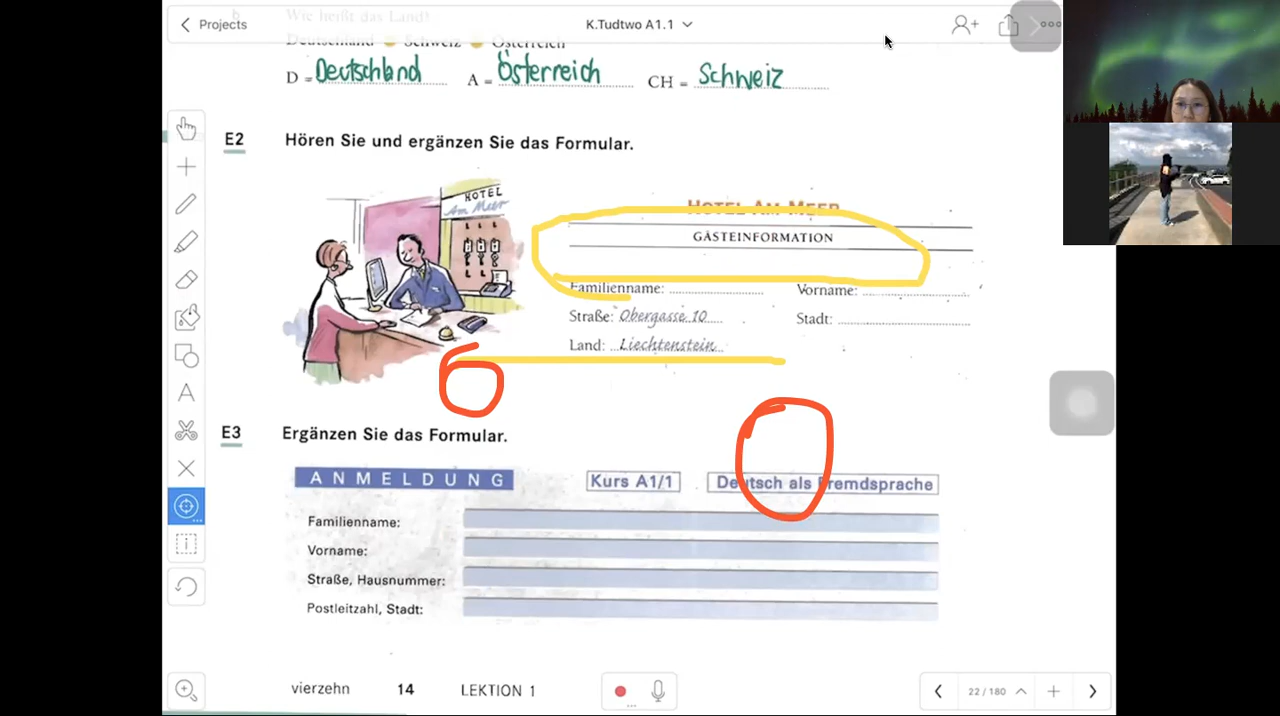 Wie heißt das Land!
Projects
K.Tudtwo A1.1
Deutschland Schweiz Österreich
D = Deutschland A = Österreich CH = Schweiz
E2 Hören Sie und ergänzen Sie das Formular.
HOTEL
Am Meer
HOTEL AM MEER
GÄSTEINFORMATION
Familienname: Vorname:
Straße: Obergasse 10 Stadt:
Land: Liechtenstein
E3 Ergänzen Sie das Formular.
ANMELDUNG Kurs A1/1 Deutsch als Fremdsprache
Familienname:
Vorname:
Straße, Hausnummer:
Postleitzahl, Stadt:
vierzehn 14 LEKTION 1
22 / 180